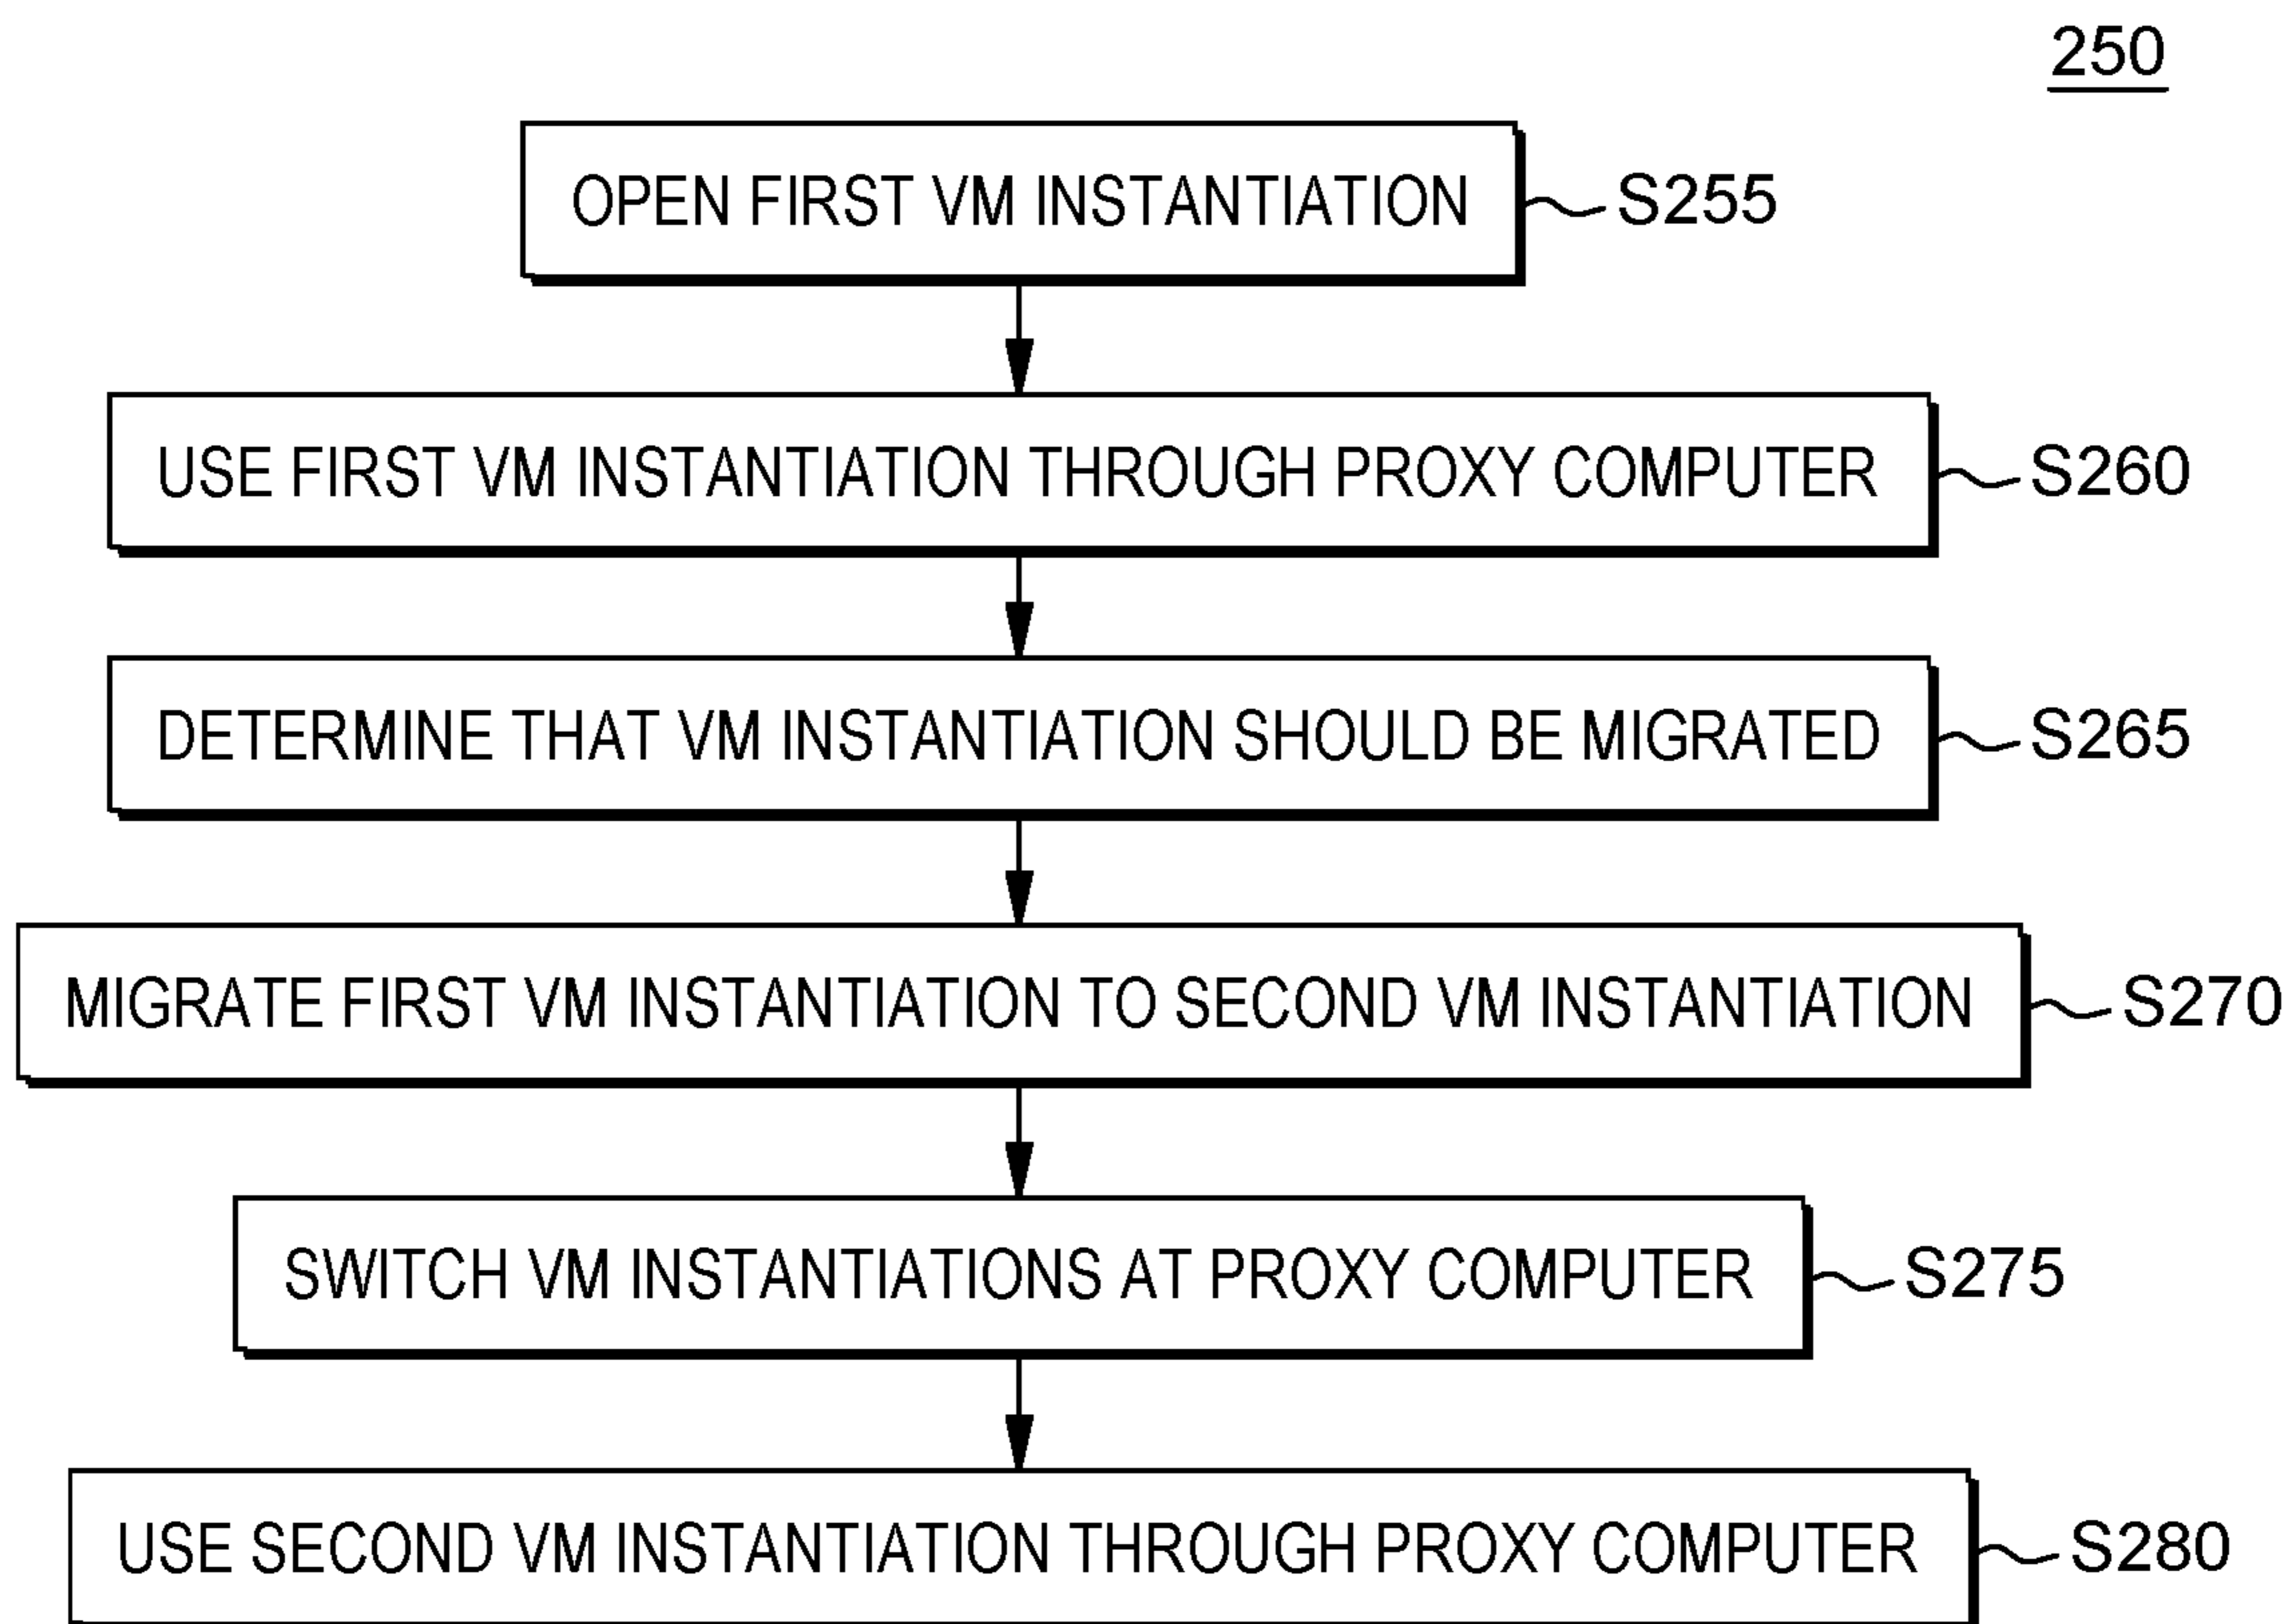 250
OPEN FIRST VM INSTANTIATION
S255
USE FIRST VM INSTANTIATION THROUGH PROXY COMPUTER
S260
DETERMINE THAT VM INSTANTIATION SHOULD BE MIGRATED
S265
MIGRATE FIRST VM INSTANTIATION TO SECOND VM INSTANTIATION
S270
SWITCH VM INSTANTIATIONS AT PROXY COMPUTER
S275
USE SECOND VM INSTANTIATION THROUGH PROXY COMPUTER
S280